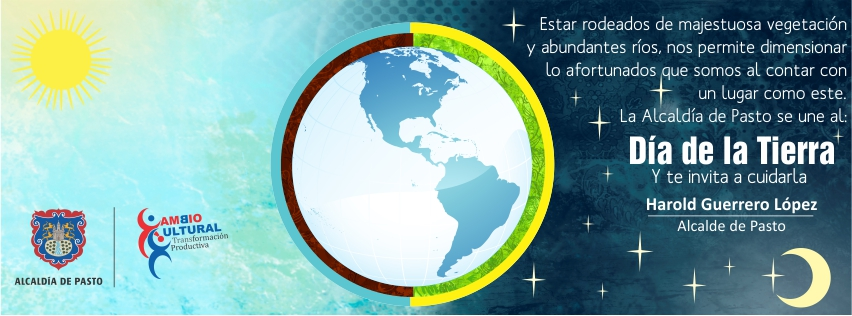 Estar rodeados de majestuosa vegetación
y abundantes ríos, nos permite dimensionar
lo afortunados que somos al contar con
un lugar como este.
La Alcaldía de Pasto se une al:
Día de la Tierra
Y te invita a cuidarla
Harold Guerrero López
Alcalde de Pasto
ALCALDÍA DE PASTO
CAMBIO
CULTURAL
Transformación
Productiva